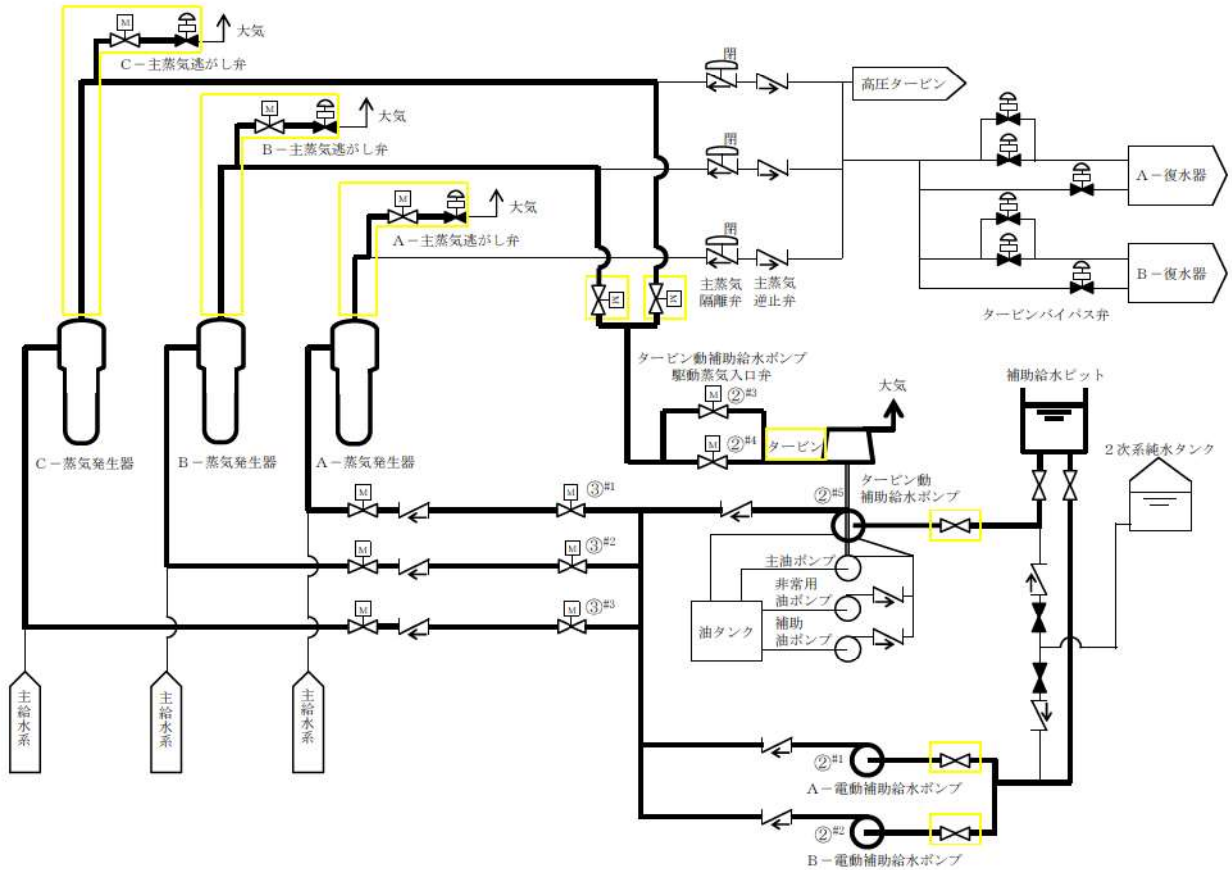 M
大気
C－主蒸気逃がし弁
M
大気
B－主蒸気逃がし弁
M
大気
A－主蒸気逃がし弁
閉
閉
閉
主蒸気
隔離弁
主蒸気
逆止弁
高圧タービン
A－復水器
B－復水器
タービンバイパス弁
M
M
C－蒸気発生器
B－蒸気発生器
A－蒸気発生器
タービン動補助給水ポンプ
駆動蒸気入口弁
M
②#3
M
②#4
タービン
大気
補助給水ピット
2次系純水タンク
M
M
③#1
②#5
タービン動
補助給水ポンプ
M
M
③#2
M
M
③#3
主油ポンプ
非常用
油ポンプ
補助
油ポンプ
油タンク
主給水系
主給水系
主給水系
②#1
A－電動補助給水ポンプ
②#2
B－電動補助給水ポンプ